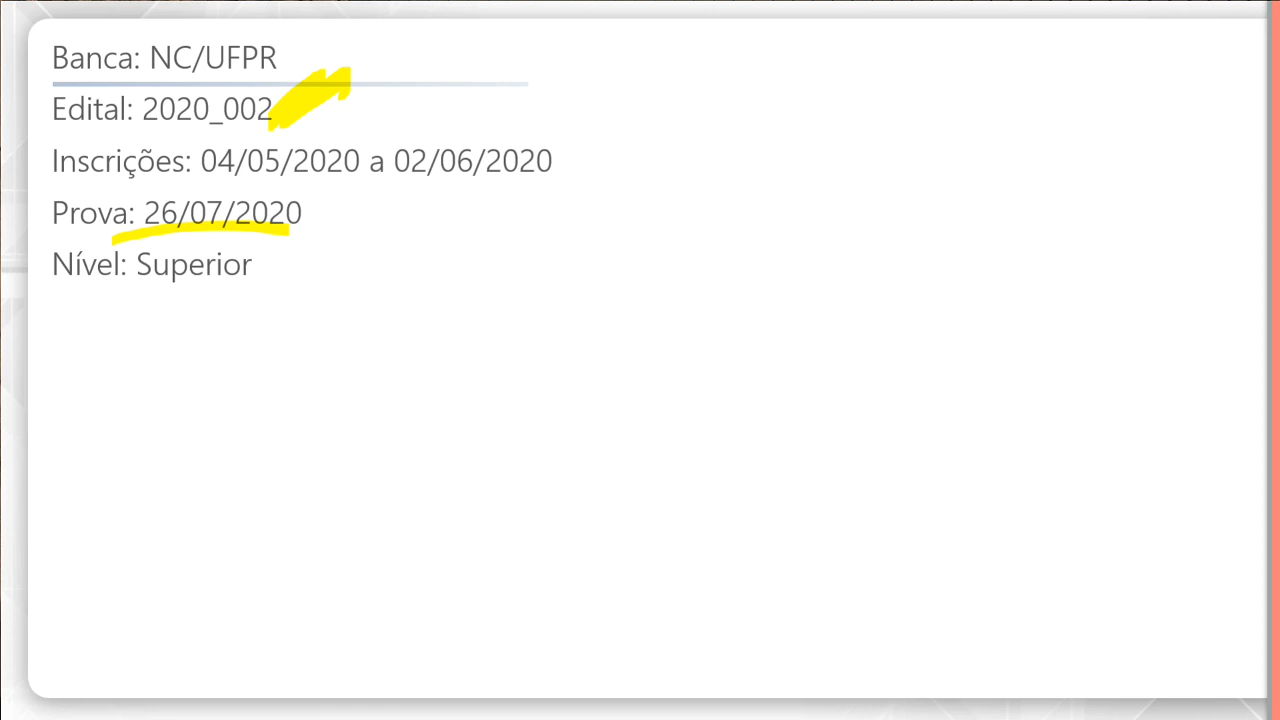 Banca: NC/UFPR
Edital: 2020_002
Inscrições: 04/05/2020 a 02/06/2020
Prova: 26/07/2020
Nível: Superior